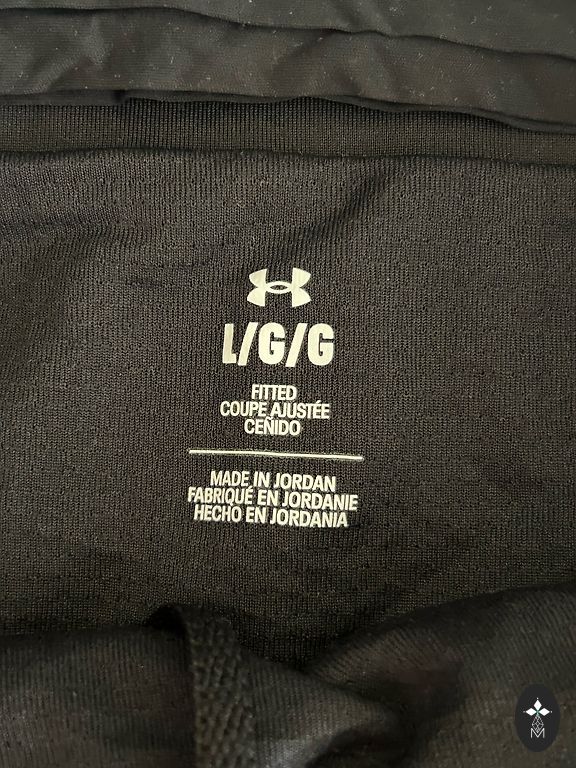 L/G/G
FITTED
COUPE AJUSTÉE
CEÑIDO
MADE IN JORDAN
FABRIQUÉ EN JORDANIE
HECHO EN JORDANIA
M